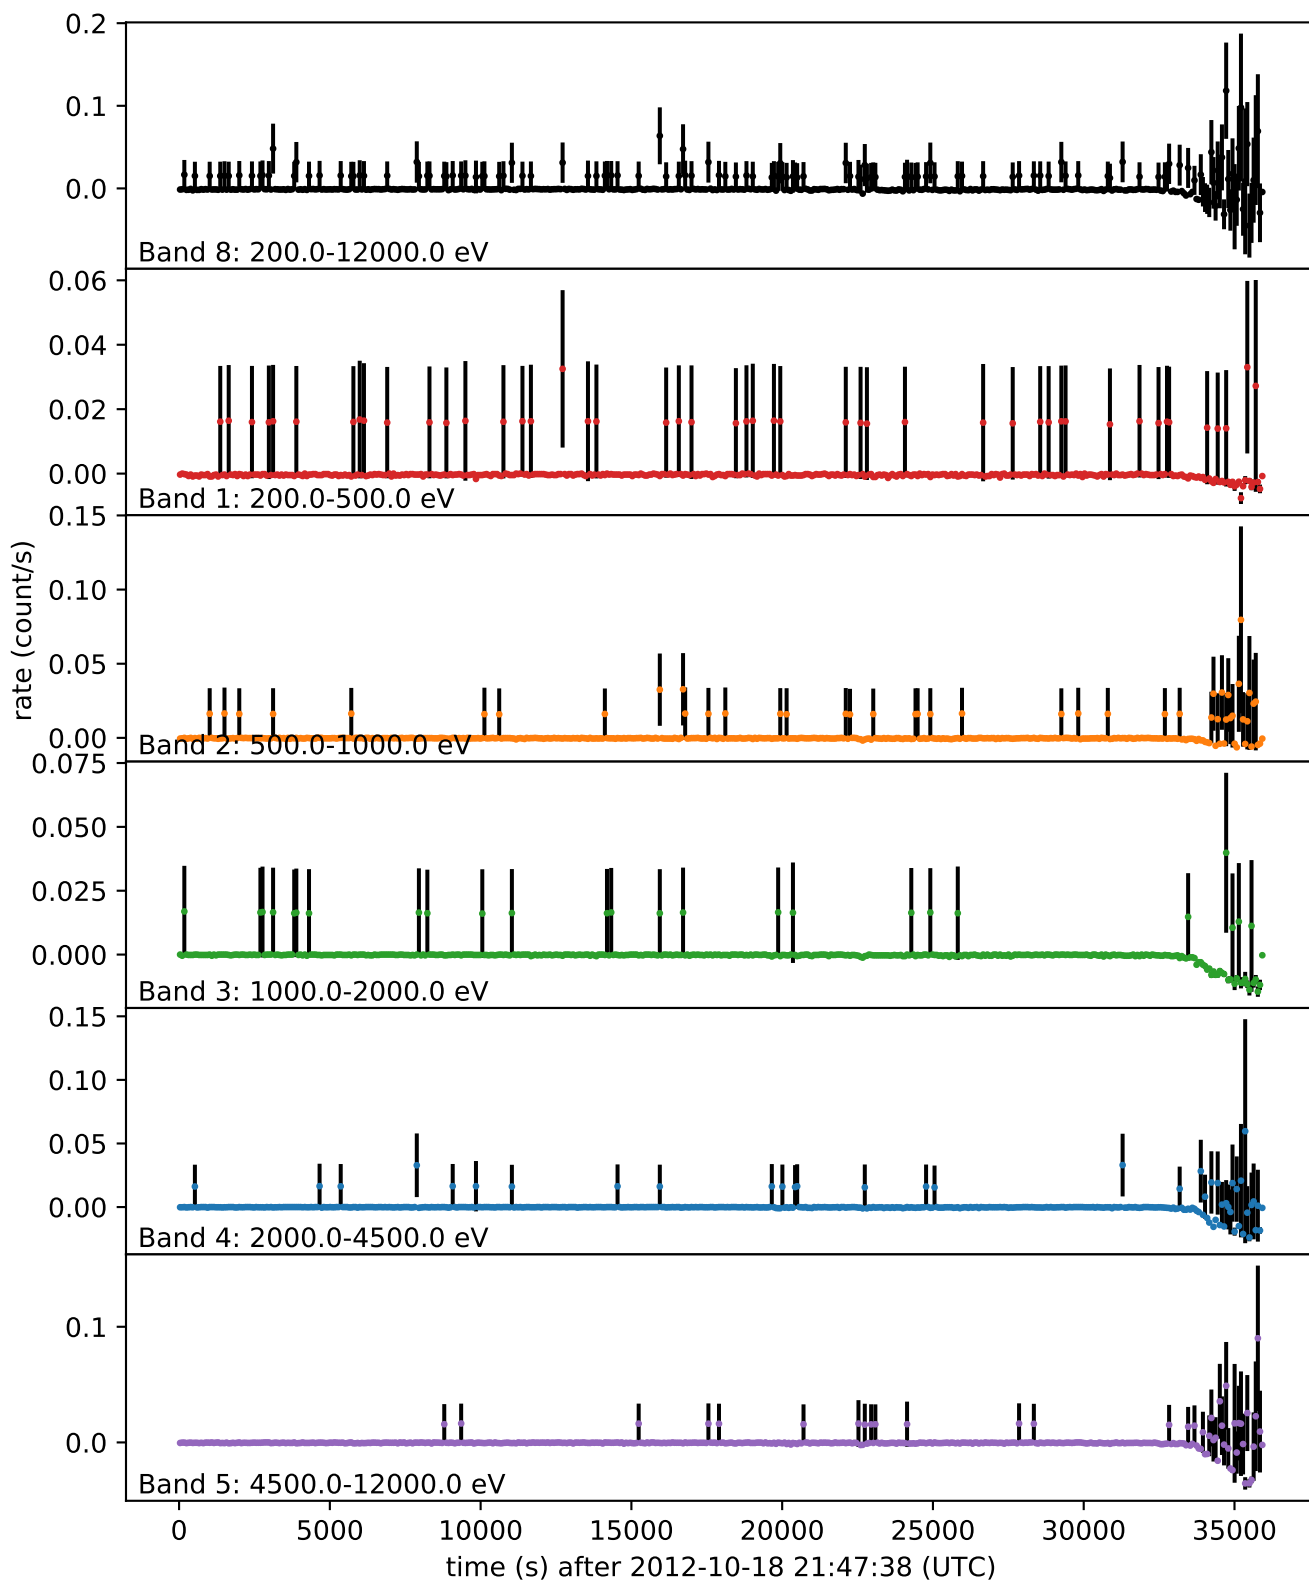 0.2
0.1
0.0
Band 8: 200.0-12000.0 eV
0.06
0.04
0.02
0.00
Band 1: 200.0-500.0 eV
0.15
0.10
0.05
0.00
Band 2: 500.0-1000.0 eV
rate (count/s)
0.075
0.050
0.025
0.000
Band 3: 1000.0-2000.0 eV
0.15
0.10
0.05
0.00
Band 4: 2000.0-4500.0 eV
0.1
0.0
Band 5: 4500.0-12000.0 eV
0 5000 10000 15000 20000 25000 30000 35000
time (s) after 2012-10-18 21:47:38 (UTC)